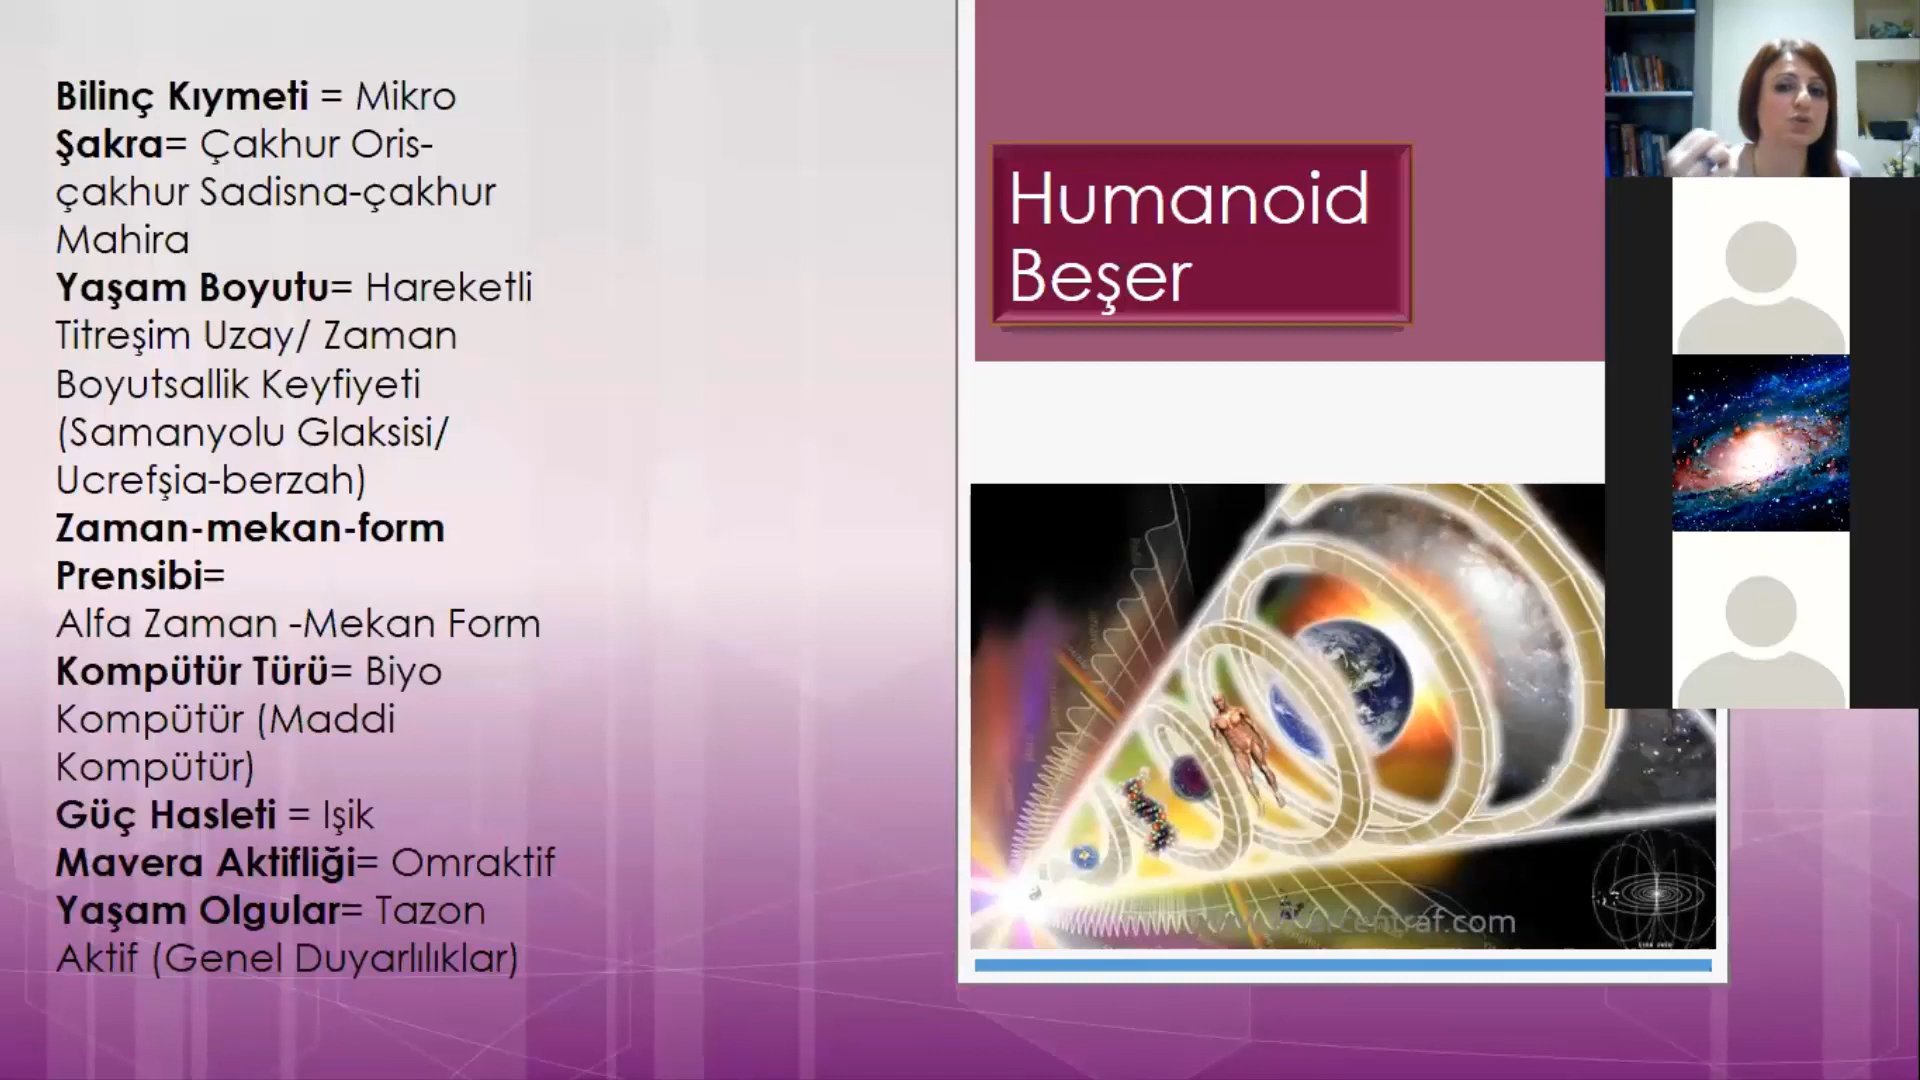 Bilinç Kıymeti = Mikro
Şakra= Çakhur Oris-
çakhur Sadisna-çakhur
Mahira
Yaşam Boyutu= Hareketli
Titreşim Uzay/ Zaman
Boyutsallik Keyfiyeti
(Samanyolu Glaksisi/
Ucrefşia-berzah)
Zaman-mekan-form
Prensibi=
Alfa Zaman -Mekan Form
Kompütür Türü= Biyo
Kompütür (Maddi
Kompütür)
Güç Hasleti = Işik
Mavera Aktifliği= Omraktif
Yaşam Olgular= Tazon
Aktif (Genel Duyarlılıklar)
Humanoid
Beşer